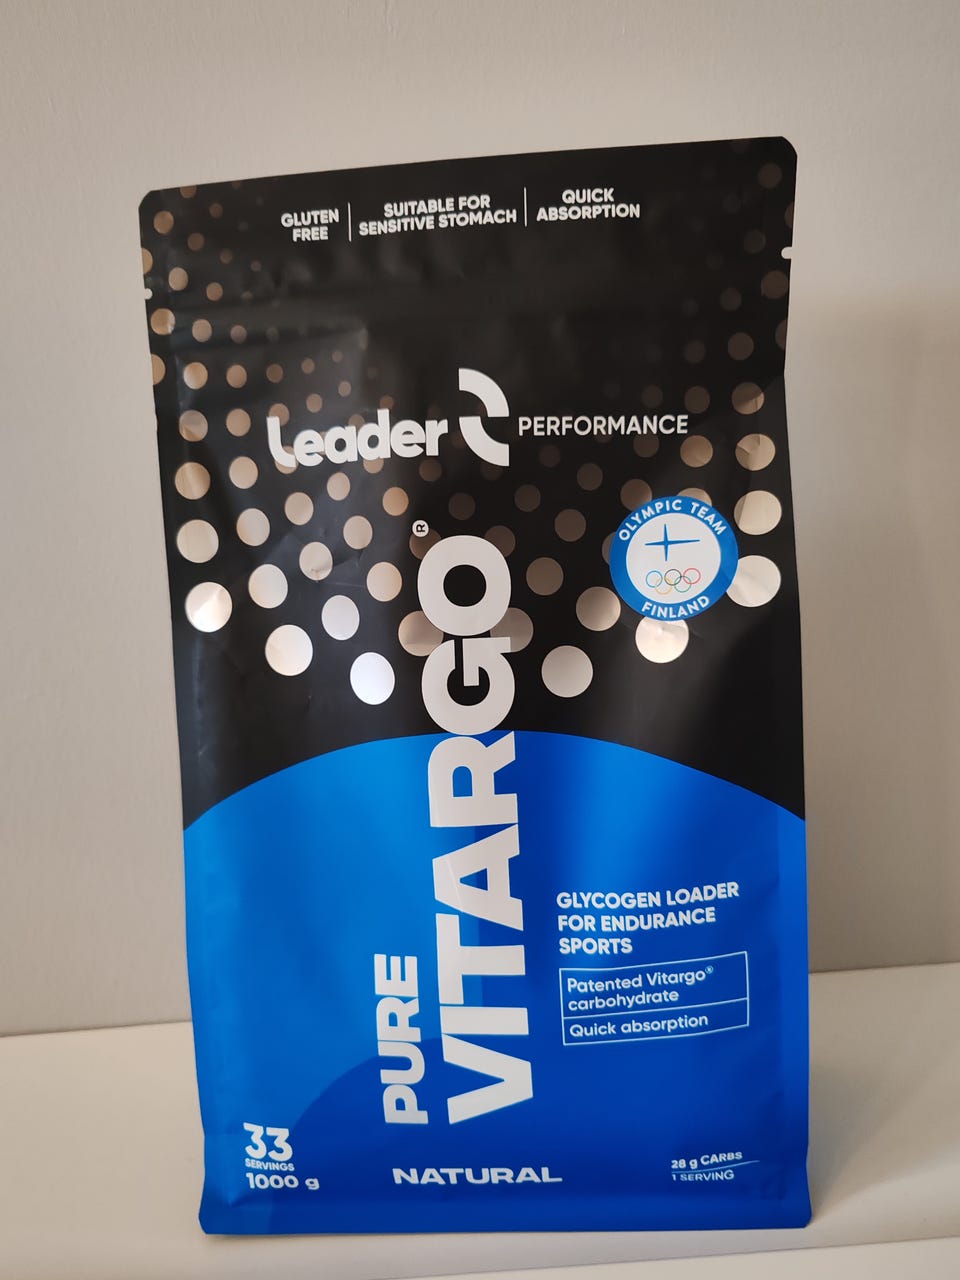 GLUTEN
FREE
SUITABLE FOR
SENSITIVE STOMACH
QUICK
ABSORPTION
Leader PERFORMANCE
OLYMPIC TEAM
FINLAND
PURE
VITARGO®
GLYCOGEN LOADER
FOR ENDURANCE
SPORTS
Patented Vitargo®
carbohydrate
Quick absorption
33
SERVINGS
1000 g
NATURAL
28 g CARBS
1 SERVING